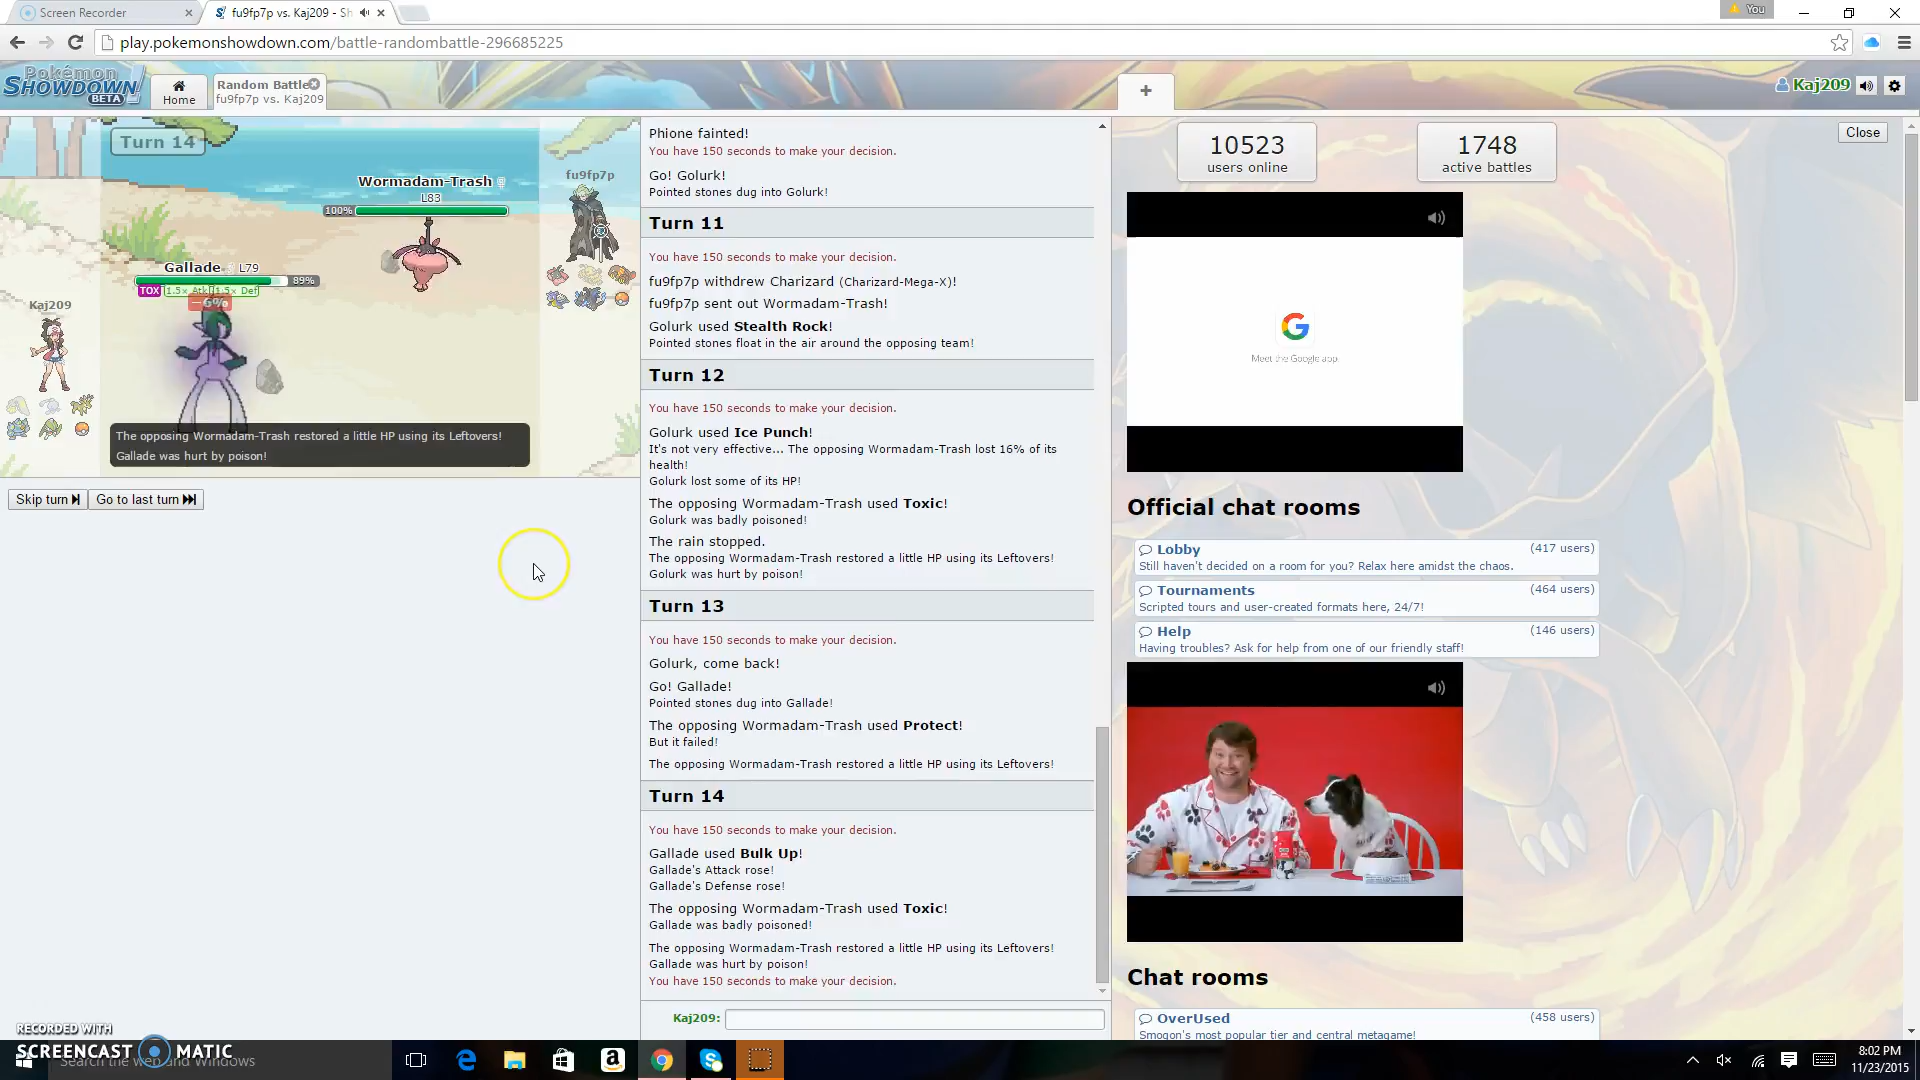 Screen Recorder
fu9fp7p vs. Kaj209 - Sh
You
play.pokemonshowdown.com/battle-randombattle-296685225
Pokémon
SHOWDOWN
BETA
Home
Random Battle
fu9fp7p vs. Kaj209
+
Kaj209
Turn 14
Wormadam-Trash
L83
100%
fu9fp7p
Gallade L79
89%
TOX 1.5× Atk 1.5× Def
−6%
Kaj209
The opposing Wormadam-Trash restored a little HP using its Leftovers!
Gallade was hurt by poison!
Skip turn Go to last turn
Phione fainted!
You have 150 seconds to make your decision.
Go! Golurk!
Pointed stones dug into Golurk!
Turn 11
You have 150 seconds to make your decision.
fu9fp7p withdrew Charizard (Charizard-Mega-X)!
fu9fp7p sent out Wormadam-Trash!
Golurk used Stealth Rock!
Pointed stones float in the air around the opposing team!
Turn 12
You have 150 seconds to make your decision.
Golurk used Ice Punch!
It's not very effective... The opposing Wormadam-Trash lost 16% of its
health!
Golurk lost some of its HP!
The opposing Wormadam-Trash used Toxic!
Golurk was badly poisoned!
The rain stopped.
The opposing Wormadam-Trash restored a little HP using its Leftovers!
Golurk was hurt by poison!
Turn 13
You have 150 seconds to make your decision.
Golurk, come back!
Go! Gallade!
Pointed stones dug into Gallade!
The opposing Wormadam-Trash used Protect!
But it failed!
The opposing Wormadam-Trash restored a little HP using its Leftovers!
Turn 14
You have 150 seconds to make your decision.
Gallade used Bulk Up!
Gallade's Attack rose!
Gallade's Defense rose!
The opposing Wormadam-Trash used Toxic!
Gallade was badly poisoned!
The opposing Wormadam-Trash restored a little HP using its Leftovers!
Gallade was hurt by poison!
You have 150 seconds to make your decision.
Kaj209:
10523
users online
1748
active battles
Close
Meet the Google app
Official chat rooms
Lobby (417 users)
Still haven't decided on a room for you? Relax here amidst the chaos.
Tournaments (464 users)
Scripted tours and user-created formats here, 24/7!
Help (146 users)
Having troubles? Ask for help from one of our friendly staff!
Chat rooms
OverUsed (458 users)
Smogon's most popular tier and central metagame!
RECORDED WITH
SCREENCAST MATIC
Search the web and Windows
8:02 PM
11/23/2015